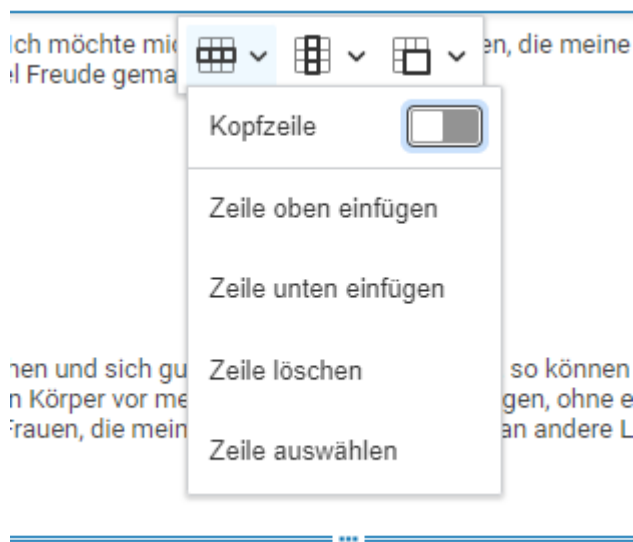 Ich möchte
en, die meine
el Freude gema
Kopfzeile
Zeile oben einfügen
Zeile unten einfügen
nen und sich gu
so können
Zeile löschen
n Körper vor me
gen, ohne e
Frauen, die mein
an andere L
Zeile auswählen